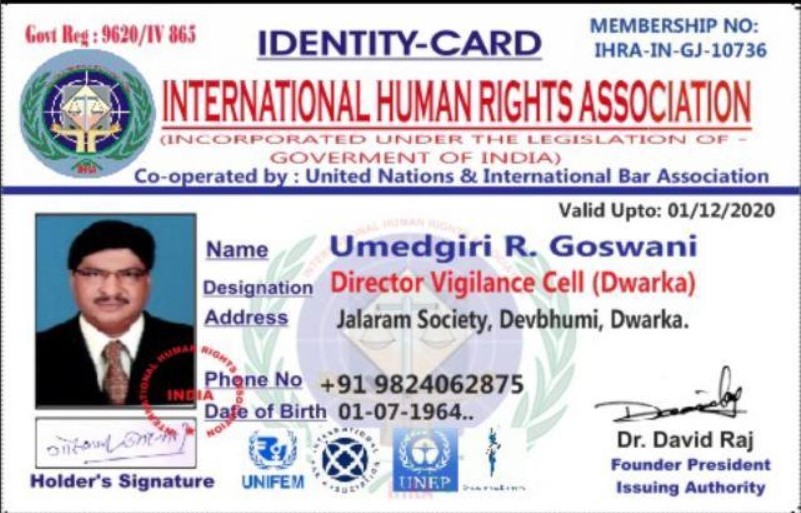 Govt Reg : 9620/IV 865
IDENTITY-CARD
MEMBERSHIP NO:
IHRA-IN-GJ-10736
INTERNATIONAL HUMAN RIGHTS ASSOCIATION
(INCORPORATED UNDER THE LEGISLATION OF -
GOVERMENT OF INDIA)
Co-operated by : United Nations & International Bar Association
Valid Upto: 01/12/2020
Name Umedgiri R. Goswani
Designation Director Vigilance Cell (Dwarka)
Address Jalaram Society, Devbhumi, Dwarka.
Phone No +91 9824062875
Date of Birth 01-07-1964..
INTERNATIONAL HUMAN RIGHTS ASSOCIATION
INDIA
Holder's Signature
UNIFEM
INTERNATIONAL BAR ASSOCIATION
UNEP
IHRA
Dr. David Raj
Founder President
Issuing Authority